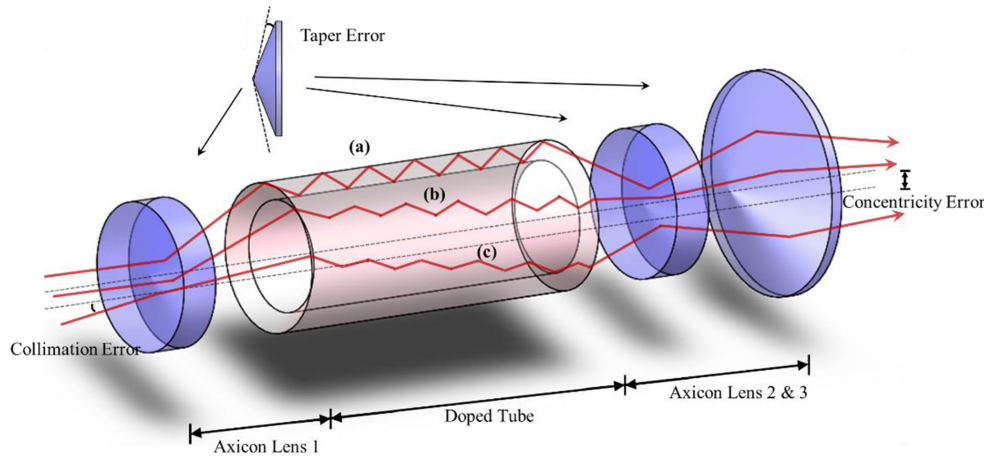 Taper Error
(a)
(b)
Concentricity Error
(c)
Collimation Error
Axicon Lens 2 & 3
Doped Tube
Axicon Lens 1